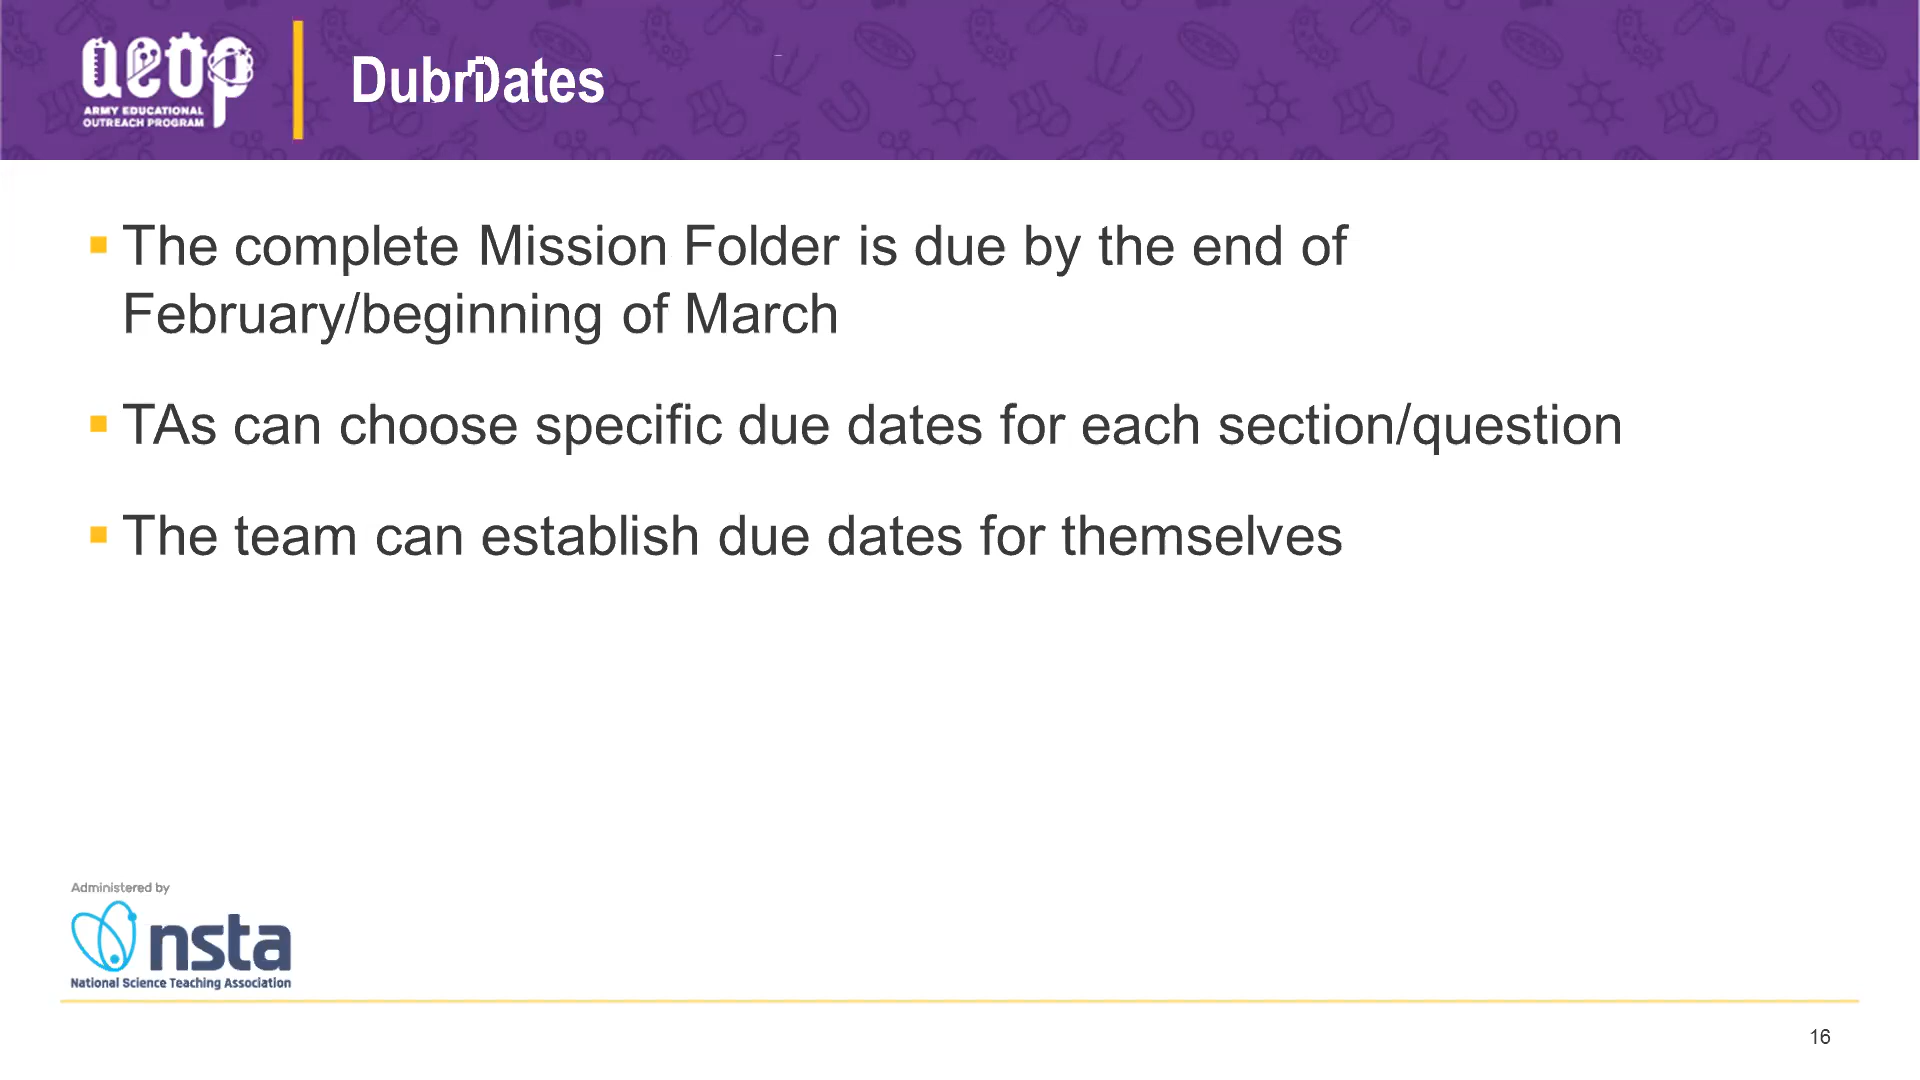 aeop
ARMY EDUCATIONAL
OUTREACH PROGRAM
Dates
The complete Mission Folder is due by the end of
February/beginning of March
TAs can choose specific due dates for each section/question
The team can establish due dates for themselves
Administered by
nsta
National Science Teaching Association
16